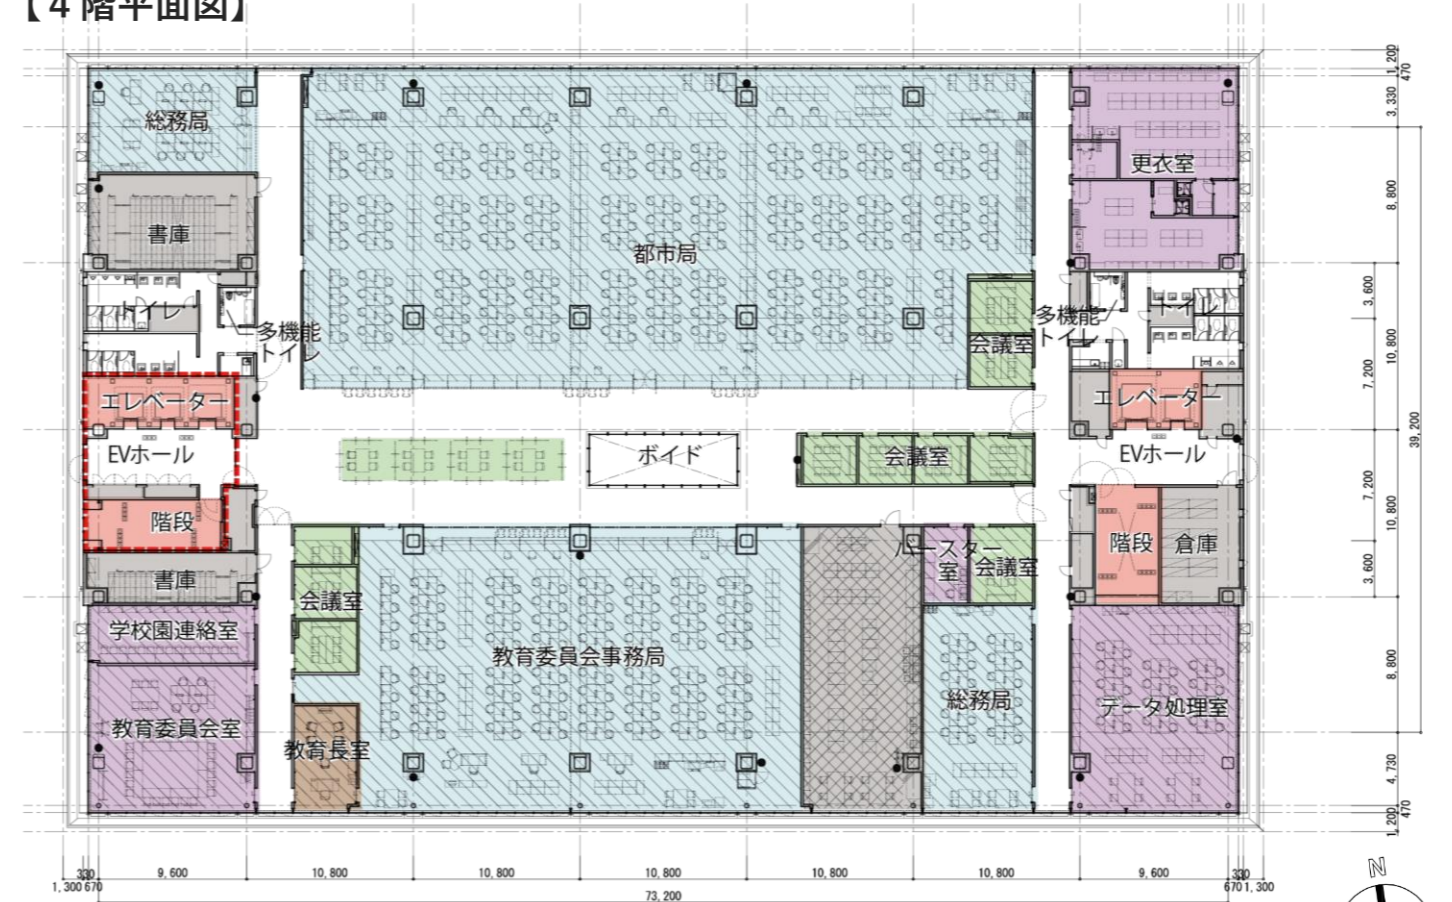 【４階平面図】
総務局
書庫
都市局
更衣室
トイレ
多機能
トイレ
会議室
多機能
トイレ
トイレ
エレベーター
EVホール
階段
ボイド
会議室
エレベーター
EVホール
階段
倉庫
書庫
学校園連絡室
教育委員会室
会議室
教育長室
教育委員会事務局
バースター
室
会議室
総務局
データ処理室
1,200
470
3,330
8,800
3,600
10,800
7,200
39,200
7,200
10,800
3,600
8,800
4,730
1,200
470
330
9,600
10,800
10,800
10,800
10,800
10,800
9,600
330
1,300
670
73,200
670
1,300
N